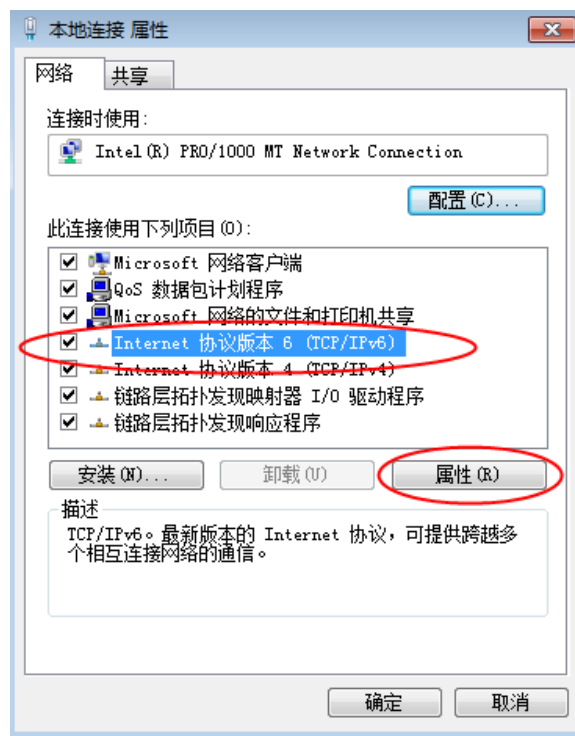 本地连接 属性
网络
共享
连接时使用:
Intel(R) PRO/1000 MT Network Connection
配置(C)...
此连接使用下列项目(O):
Microsoft 网络客户端
QoS 数据包计划程序
Microsoft 网络的文件和打印机共享
Internet 协议版本 6 (TCP/IPv6)
Internet 协议版本 4 (TCP/IPv4)
链路层拓扑发现映射器 I/O 驱动程序
链路层拓扑发现响应程序
安装(N)...
卸载(U)
属性(R)
描述
TCP/IPv6。最新版本的 Internet 协议，可提供跨越多
个相互连接网络的通信。
确定
取消